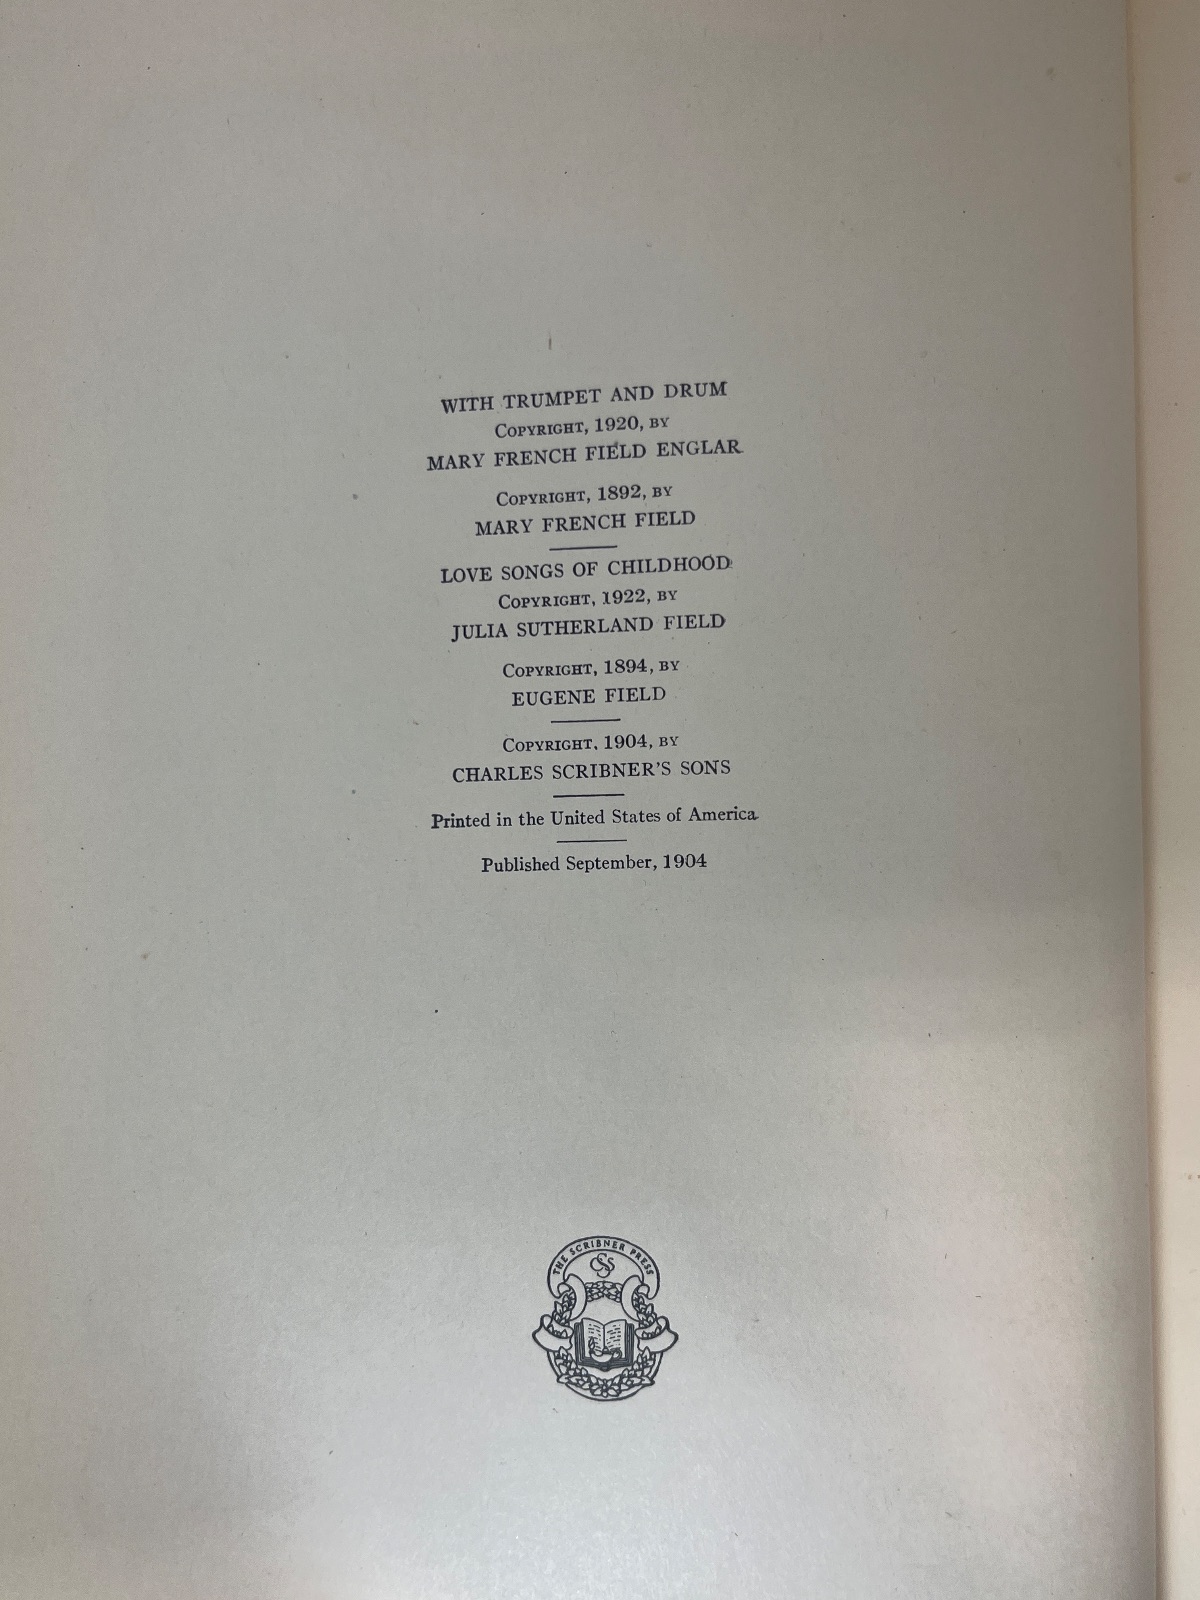 WITH TRUMPET AND DRUM
COPYRIGHT, 1920, BY
MARY FRENCH FIELD ENGLAR
COPYRIGHT, 1892, BY
MARY FRENCH FIELD
LOVE SONGS OF CHILDHOOD
COPYRIGHT, 1922, BY
JULIA SUTHERLAND FIELD
COPYRIGHT, 1894, BY
EUGENE FIELD
COPYRIGHT, 1904, BY
CHARLES SCRIBNER'S SONS
Printed in the United States of America
Published September, 1904
THE SCRIBNER PRESS
CSS